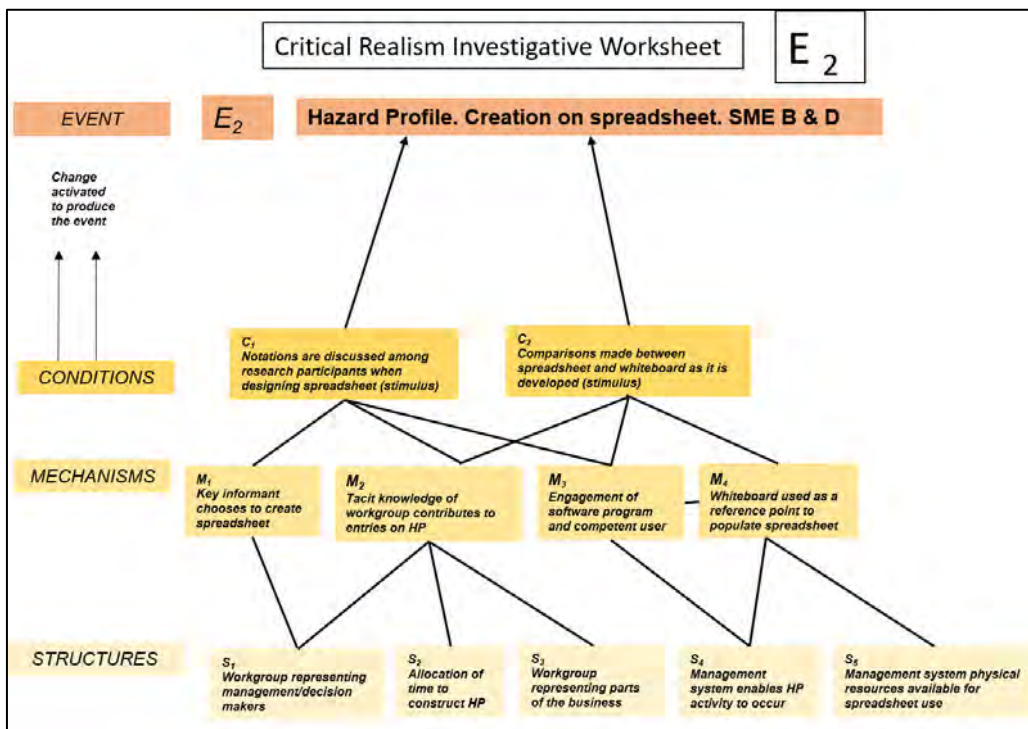 Critical Realism Investigative Worksheet
E 2
EVENT
E2
Hazard Profile. Creation on spreadsheet. SME B & D
Change
activated
to produce
the event
CONDITIONS
C1
Notations are discussed among
research participants when
designing spreadsheet (stimulus)
C2
Comparisons made between
spreadsheet and whiteboard as it is
developed (stimulus)
MECHANISMS
M1
Key informant
chooses to create
spreadsheet
M2
Tacit knowledge of
workgroup contributes to
entries on HP
M3
Engagement of
software program
and competent user
M4
Whiteboard used as a
reference point to
populate spreadsheet
STRUCTURES
S1
Workgroup representing
management/decision
makers
S2
Allocation of
time to
construct HP
S3
Workgroup
representing parts
of the business
S4
Management
system enables HP
activity to occur
S5
Management system physical
resources available for
spreadsheet use